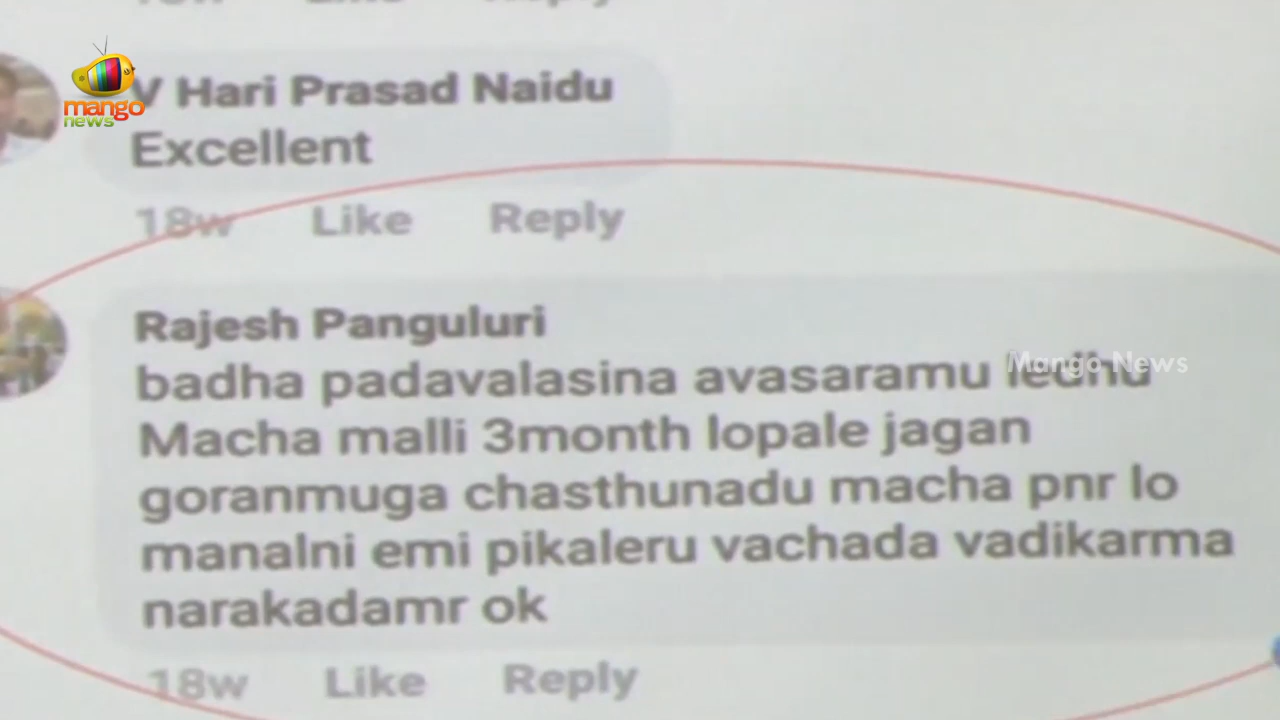 mango
news
V Hari Prasad Naidu
Excellent
18w Like Reply
Rajesh Panguluri
badha padavalasina avasaramu ledhu
Mango News
Macha malli 3month lopale jagan
goranmuga chasthunadu macha pnr lo
manalni emi pikaleru vachada vadikarma
narakadamr ok
18w Like Reply